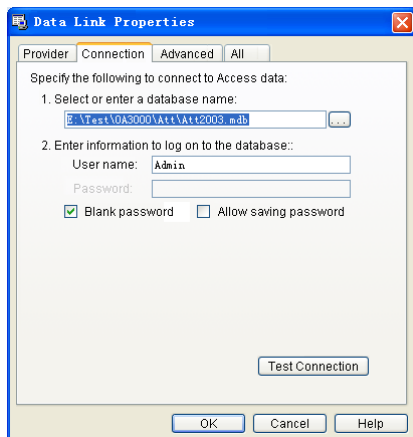 Data Link Properties
Provider Connection Advanced All
Specify the following to connect to Access data:
1. Select or enter a database name:
E:\Test\OA3000\Att\Att2003.mdb ...
2. Enter information to log on to the database::
User name: Admin
Password:
Blank password Allow saving password
Test Connection
OK Cancel Help